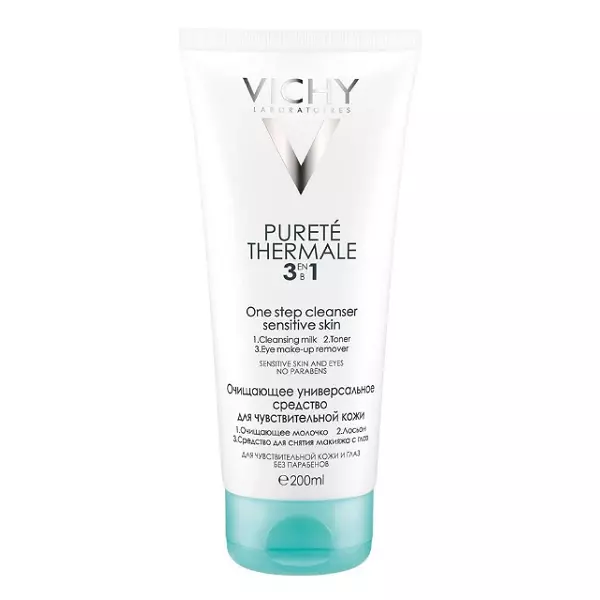 VICHY
LABORATOIRES
PURETÉ
THERMALE
3 EN В 1
One step cleanser
sensitive skin
1.Cleansing milk 2.Toner
3.Eye make-up remover
SENSITIVE SKIN AND EYES
NO PARABENS
Очищающее универсальное
средство
для чувствительной кожи
1.Очищающее молочко 2.Лосьон
3.Средство для снятия макияжа с глаз
ДЛЯ ЧУВСТВИТЕЛЬНОЙ КОЖИ И ГЛАЗ
БЕЗ ПАРАБЕНОВ
℮200ml